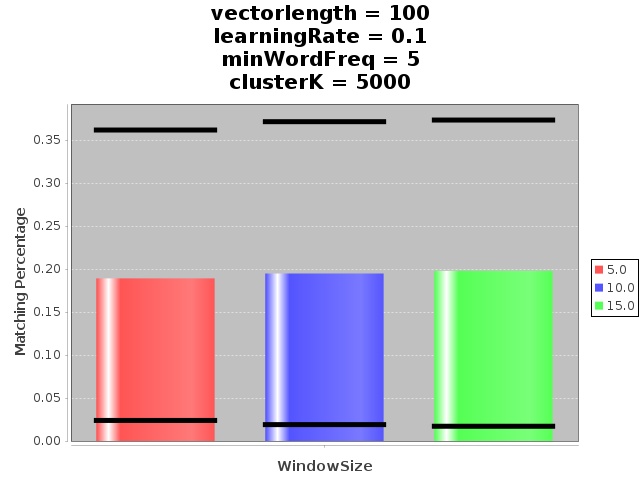 vectorlength = 100
learningRate = 0.1
minWordFreq = 5
clusterK = 5000
0.35
0.30
0.25
0.20
0.15
0.10
0.05
0.00
Matching Percentage
WindowSize
5.0
10.0
15.0